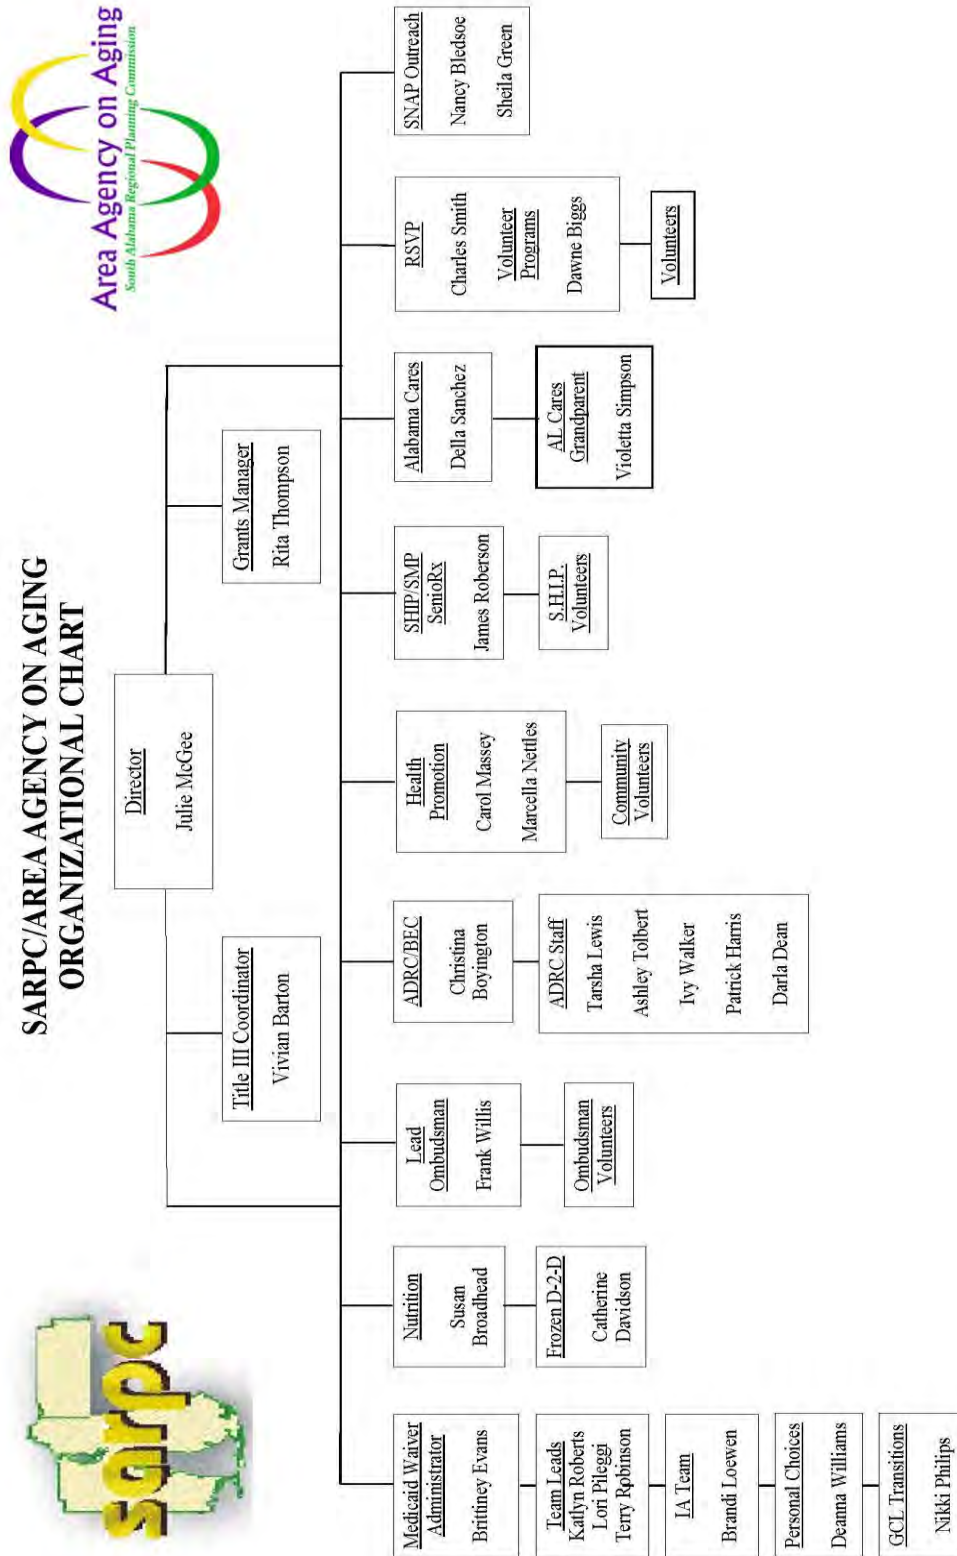 SARPC/AREA AGENCY ON AGING
ORGANIZATIONAL CHART
sarpc
Area Agency on Aging
South Alabama Regional Planning Commission
Director
Julie McGee
Title III Coordinator
Vivian Barton
Grants Manager
Rita Thompson
Medicaid Waiver
Administrator
Brittiney Evans
Team Leads
Katlyn Roberts
Lori Pileggi
Terry Robinson
IA Team
Brandi Loewen
Personal Choices
Deanna Williams
GCL Transitions
Nikki Philips
Nutrition
Susan
Broadhead
Frozen D-2-D
Catherine
Davidson
Lead
Ombudsman
Frank Willis
Ombudsman
Volunteers
ADRC/BEC
Christina
Boyington
ADRC Staff
Tarsha Lewis
Ashley Tolbert
Ivy Walker
Patrick Harris
Darla Dean
Health
Promotion
Carol Massey
Marcella Nettles
Community
Volunteers
SHIP/SMP
SenioRx
James Roberson
S.H.I.P.
Volunteers
Alabama Cares
Della Sanchez
AL Cares
Grandparent
Violetta Simpson
RSVP
Charles Smith
Volunteer
Programs
Dawne Biggs
Volunteers
SNAP Outreach
Nancy Bledsoe
Sheila Green